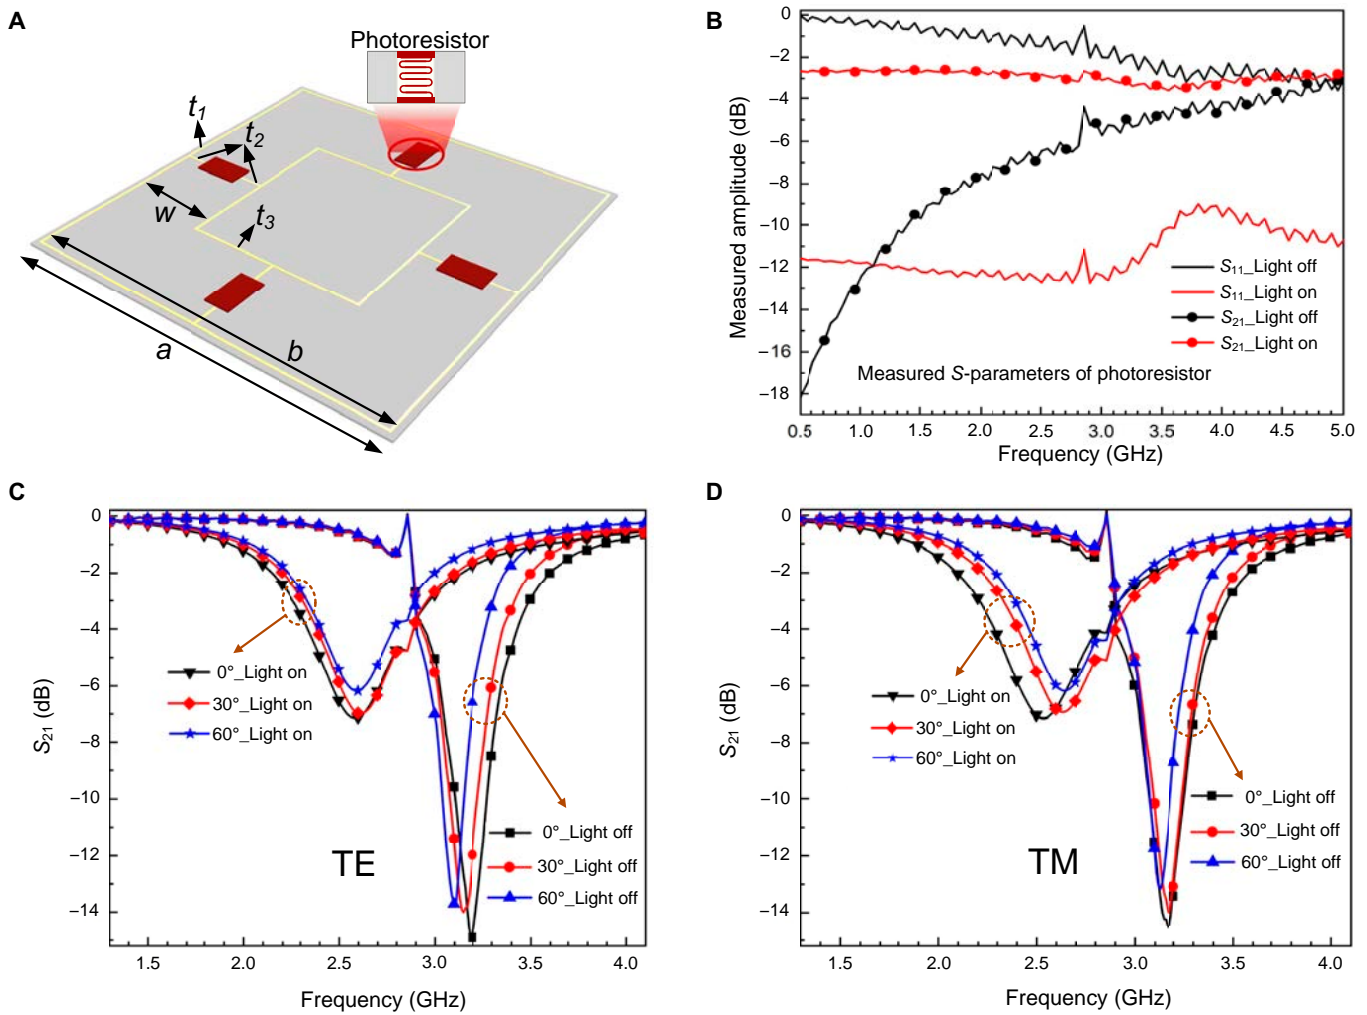 A
Photoresistor
t1
t2
w
t3
b
a
B
Measured amplitude (dB)
0
−2
−4
−6
−8
−10
−12
−14
−16
−18
S11_Light off
S11_Light on
S21_Light off
S21_Light on
Measured S-parameters of photoresistor
0.5 1.0 1.5 2.0 2.5 3.0 3.5 4.0 4.5 5.0
Frequency (GHz)
C
S21 (dB)
0
−2
−4
−6
−8
−10
−12
−14
0°_Light on
30°_Light on
60°_Light on
TE
0°_Light off
30°_Light off
60°_Light off
1.5 2.0 2.5 3.0 3.5 4.0
Frequency (GHz)
D
S21 (dB)
0
−2
−4
−6
−8
−10
−12
−14
0°_Light on
30°_Light on
60°_Light on
TM
0°_Light off
30°_Light off
60°_Light off
1.5 2.0 2.5 3.0 3.5 4.0
Frequency (GHz)